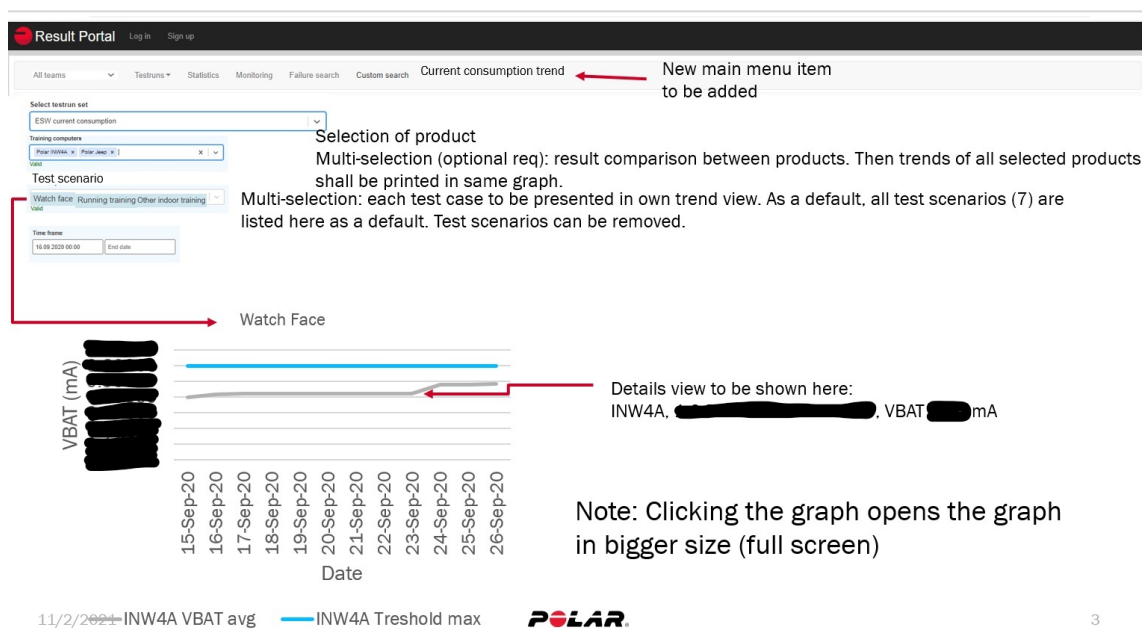 Result Portal Log in Sign up
All teams Testruns Statistics Monitoring Failure search Custom search Current consumption trend
New main menu item
to be added
Select testrun set
ESW current consumption
Training computers
Polar INW4A x Polar Jeep x
Valid
Selection of product
Multi-selection (optional req): result comparison between products. Then trends of all selected products
shall be printed in same graph.
Test scenario
Watch face Running training Other indoor training
Valid
Multi-selection: each test case to be presented in own trend view. As a default, all test scenarios (7) are
listed here as a default. Test scenarios can be removed.
Time frame
16.09.2020 00:00 End date
Watch Face
VBAT (mA)
Details view to be shown here:
INW4A, , VBAT mA
15-Sep-20
16-Sep-20
17-Sep-20
18-Sep-20
19-Sep-20
20-Sep-20
21-Sep-20
22-Sep-20
23-Sep-20
24-Sep-20
25-Sep-20
26-Sep-20
Date
Note: Clicking the graph opens the graph
in bigger size (full screen)
11/2/2021 INW4A VBAT avg INW4A Treshold max POLAR. 3